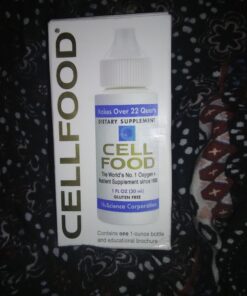 CELLFOOD®
Makes Over 22 Quarts
DIETARY SUPPLEMENT
CELL
FOOD
The World's No. 1 Oxygen +
Nutrient Supplement since 1969
1 FL OZ (30 ml)
GLUTEN FREE
NuScience Corporation
Contains one 1-ounce bottle
and educational brochure